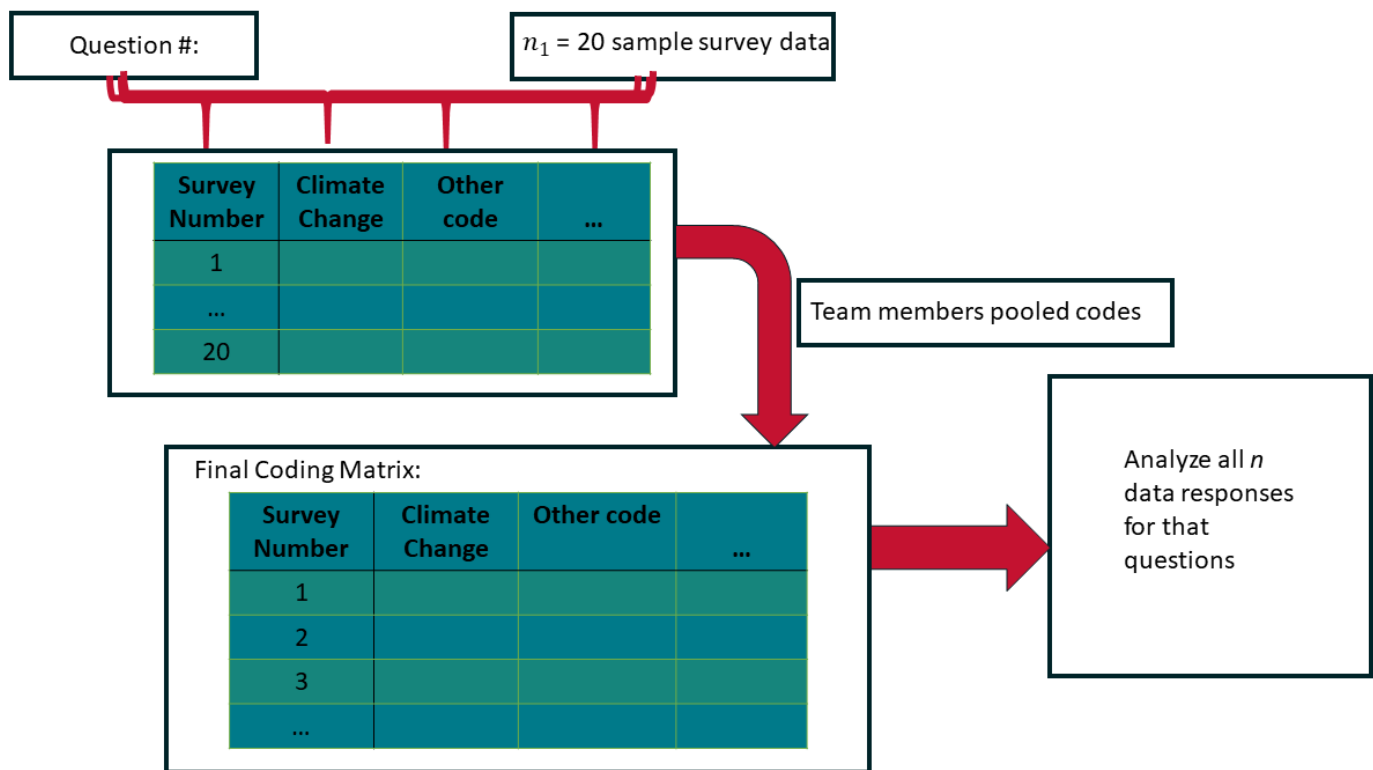 Question #:
n₁ = 20 sample survey data
Survey Number
Climate Change
Other code
...
1
...
20
Team members pooled codes
Final Coding Matrix:
Survey Number
Climate Change
Other code
...
1
2
3
...
Analyze all n
data responses
for that
questions